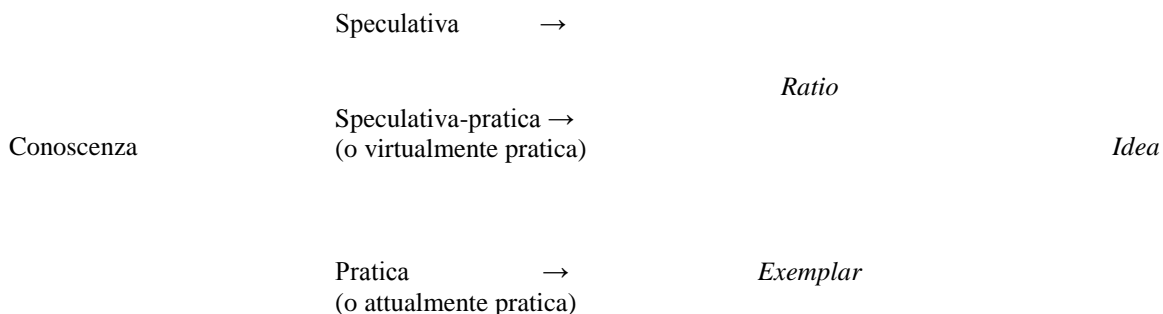 Speculativa →
Ratio
Speculativa-pratica →
(o virtualmente pratica)
Conoscenza
Idea
Pratica →
Exemplar
(o attualmente pratica)